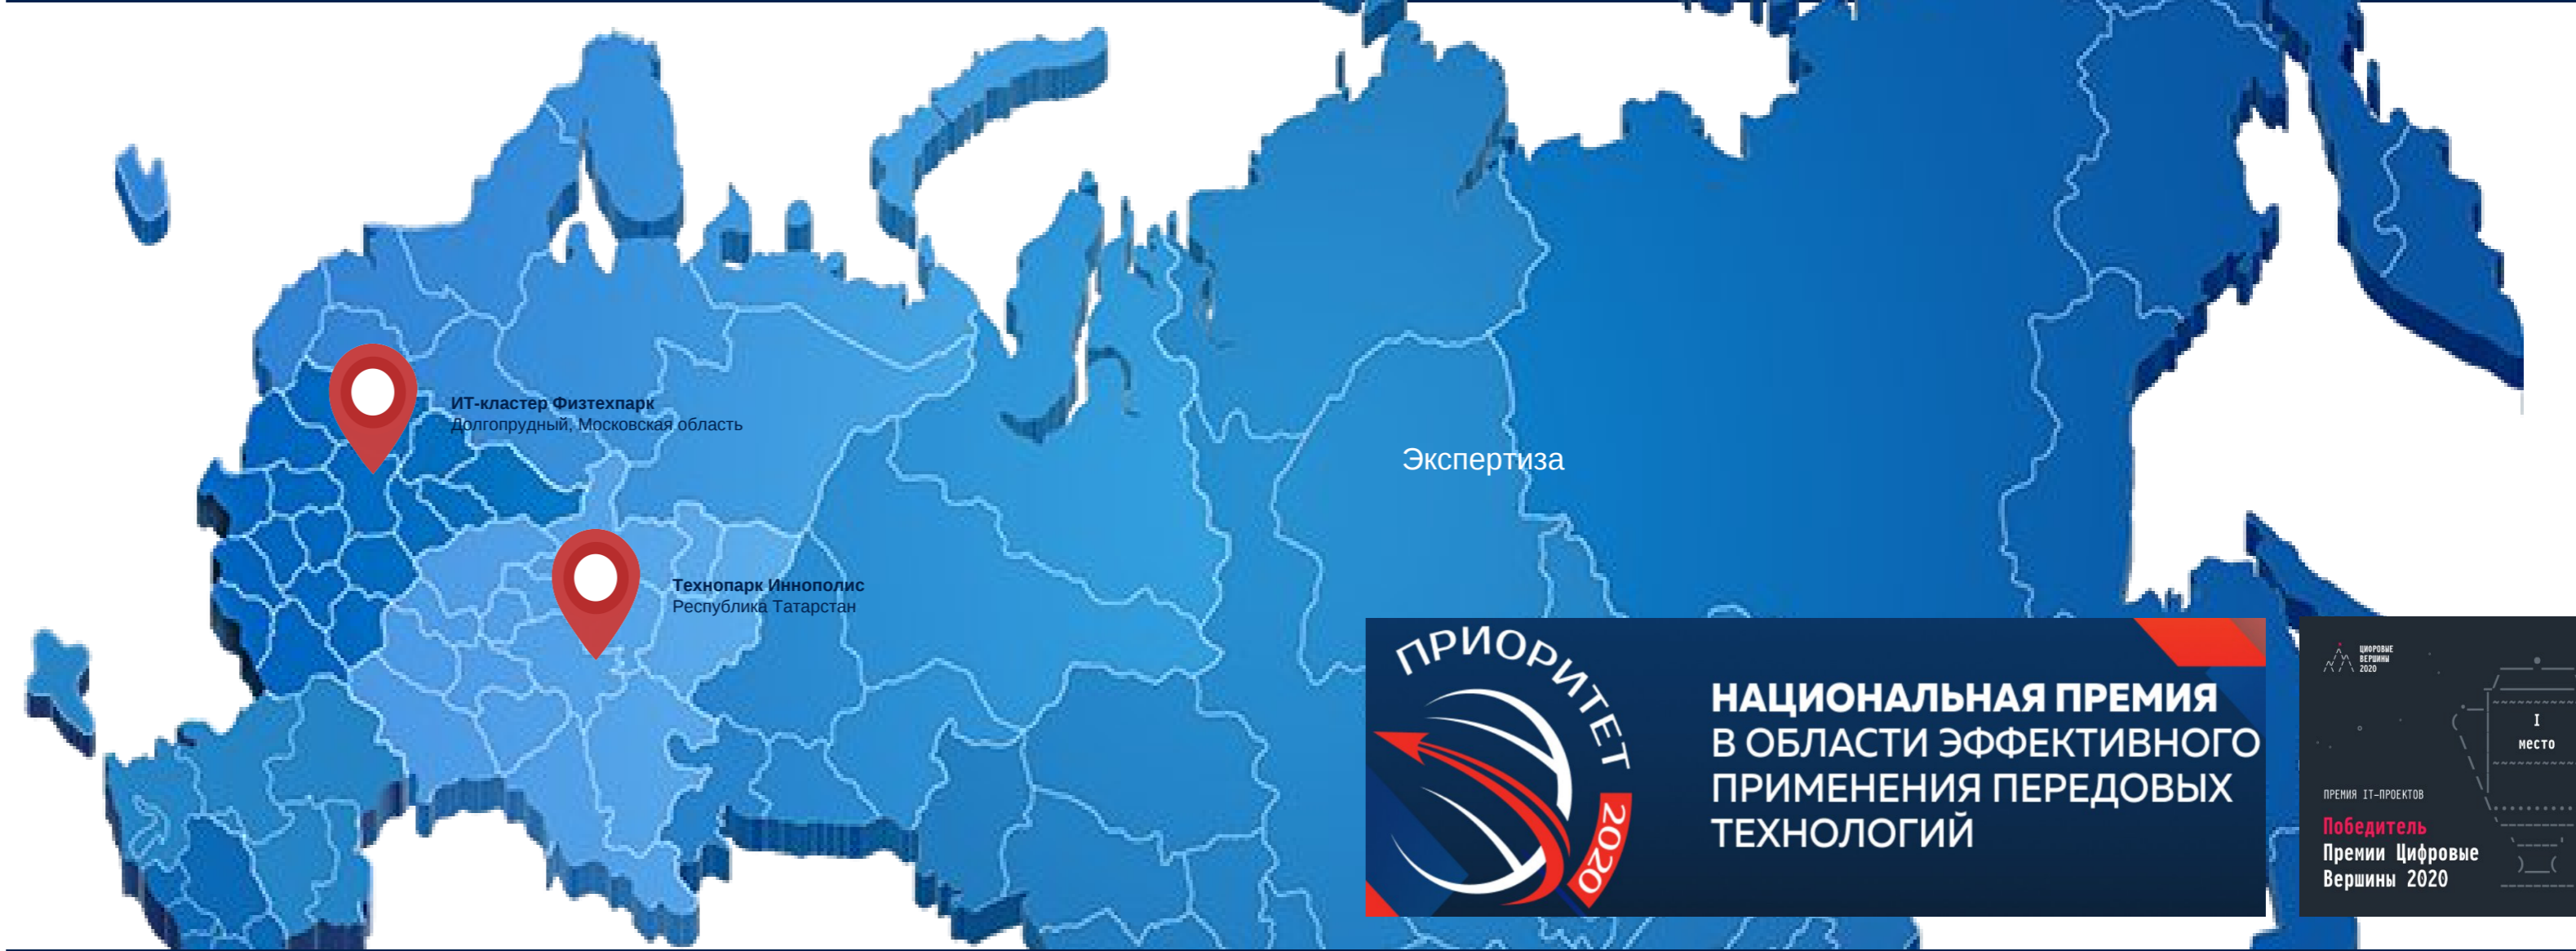 ИТ-кластер Физтехпарк
Долгопрудный, Московская область
Экспертиза
Технопарк Иннополис
Республика Татарстан
ПРИОРИТЕТ 2020
НАЦИОНАЛЬНАЯ ПРЕМИЯ
В ОБЛАСТИ ЭФФЕКТИВНОГО
ПРИМЕНЕНИЯ ПЕРЕДОВЫХ
ТЕХНОЛОГИЙ
ЦИФРОВЫЕ
ВЕРШИНЫ
2020
I
место
ПРЕМИЯ IT-ПРОЕКТОВ
Победитель
Премии Цифровые
Вершины 2020